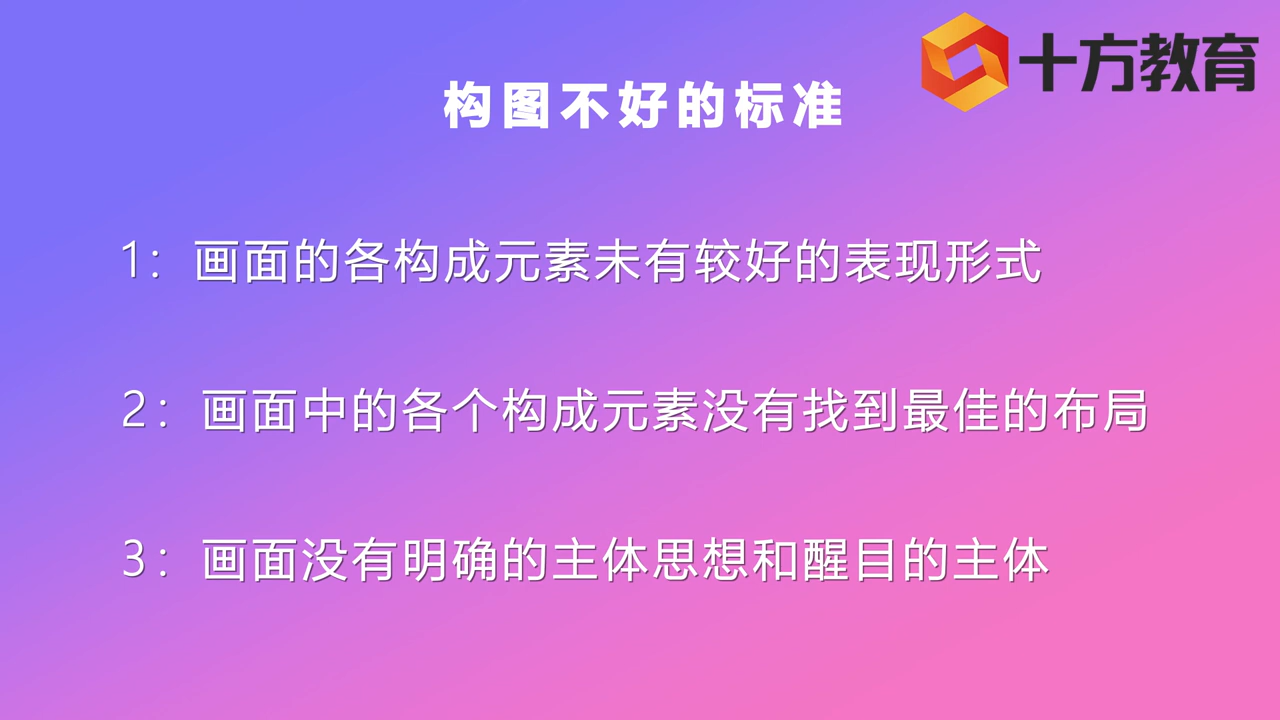 十方教育
构图不好的标准
1：画面的各构成元素未有较好的表现形式
2：画面中的各个构成元素没有找到最佳的布局
3：画面没有明确的主体思想和醒目的主体